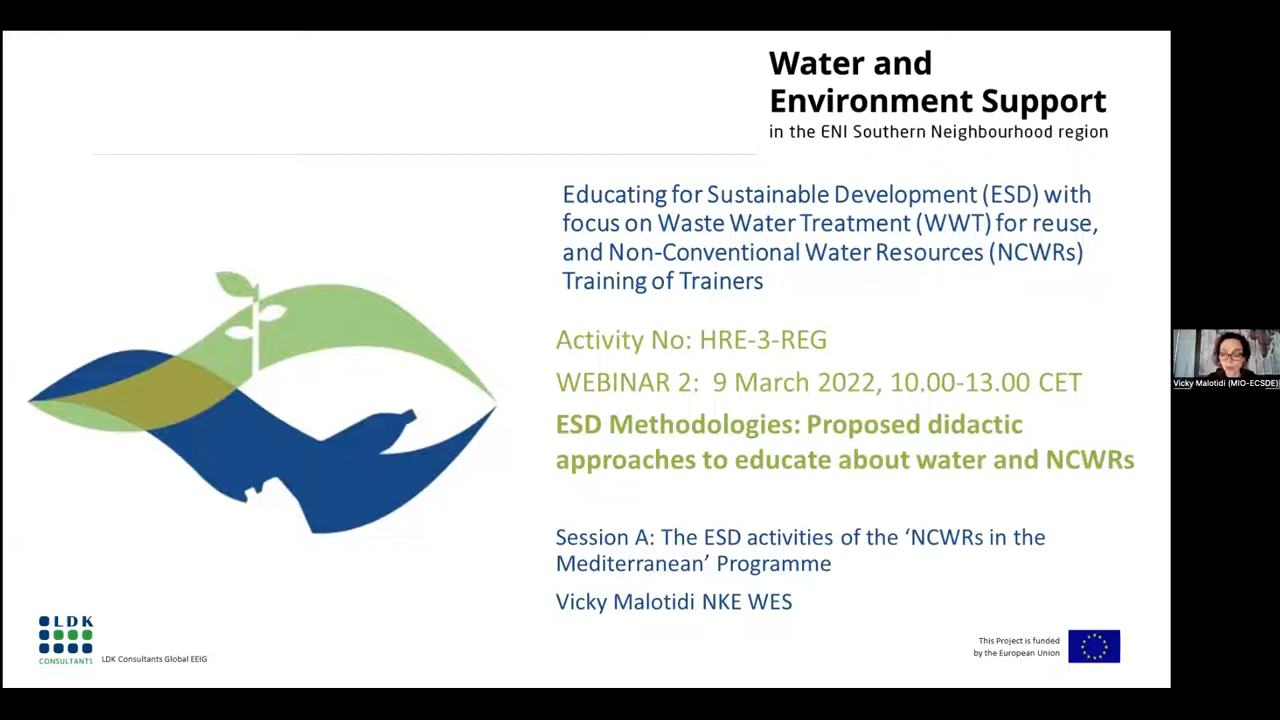 Water and
Environment Support
in the ENI Southern Neighbourhood region
Educating for Sustainable Development (ESD) with
focus on Waste Water Treatment (WWT) for reuse,
and Non-Conventional Water Resources (NCWRs)
Training of Trainers
Activity No: HRE-3-REG
WEBINAR 2: 9 March 2022, 10.00-13.00 CET
ESD Methodologies: Proposed didactic
approaches to educate about water and NCWRs
Session A: The ESD activities of the ‘NCWRs in the
Mediterranean’ Programme
Vicky Malotidi NKE WES
LDK
CONSULTANTS
LDK Consultants Global EEIG
This Project is funded
by the European Union
Vicky Malotidi (MIO-ECSDE)